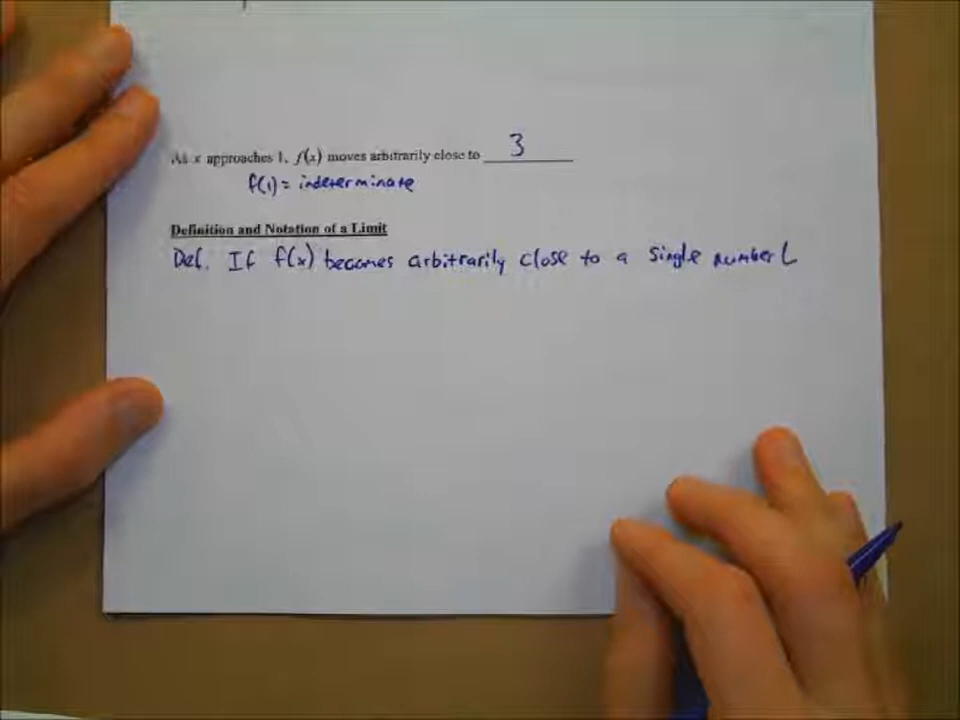 As x approaches 1, f(x) moves arbitrarily close to 3
f(1) = indeterminate
Definition and Notation of a Limit
Def. If f(x) becomes arbitrarily close to a single number L